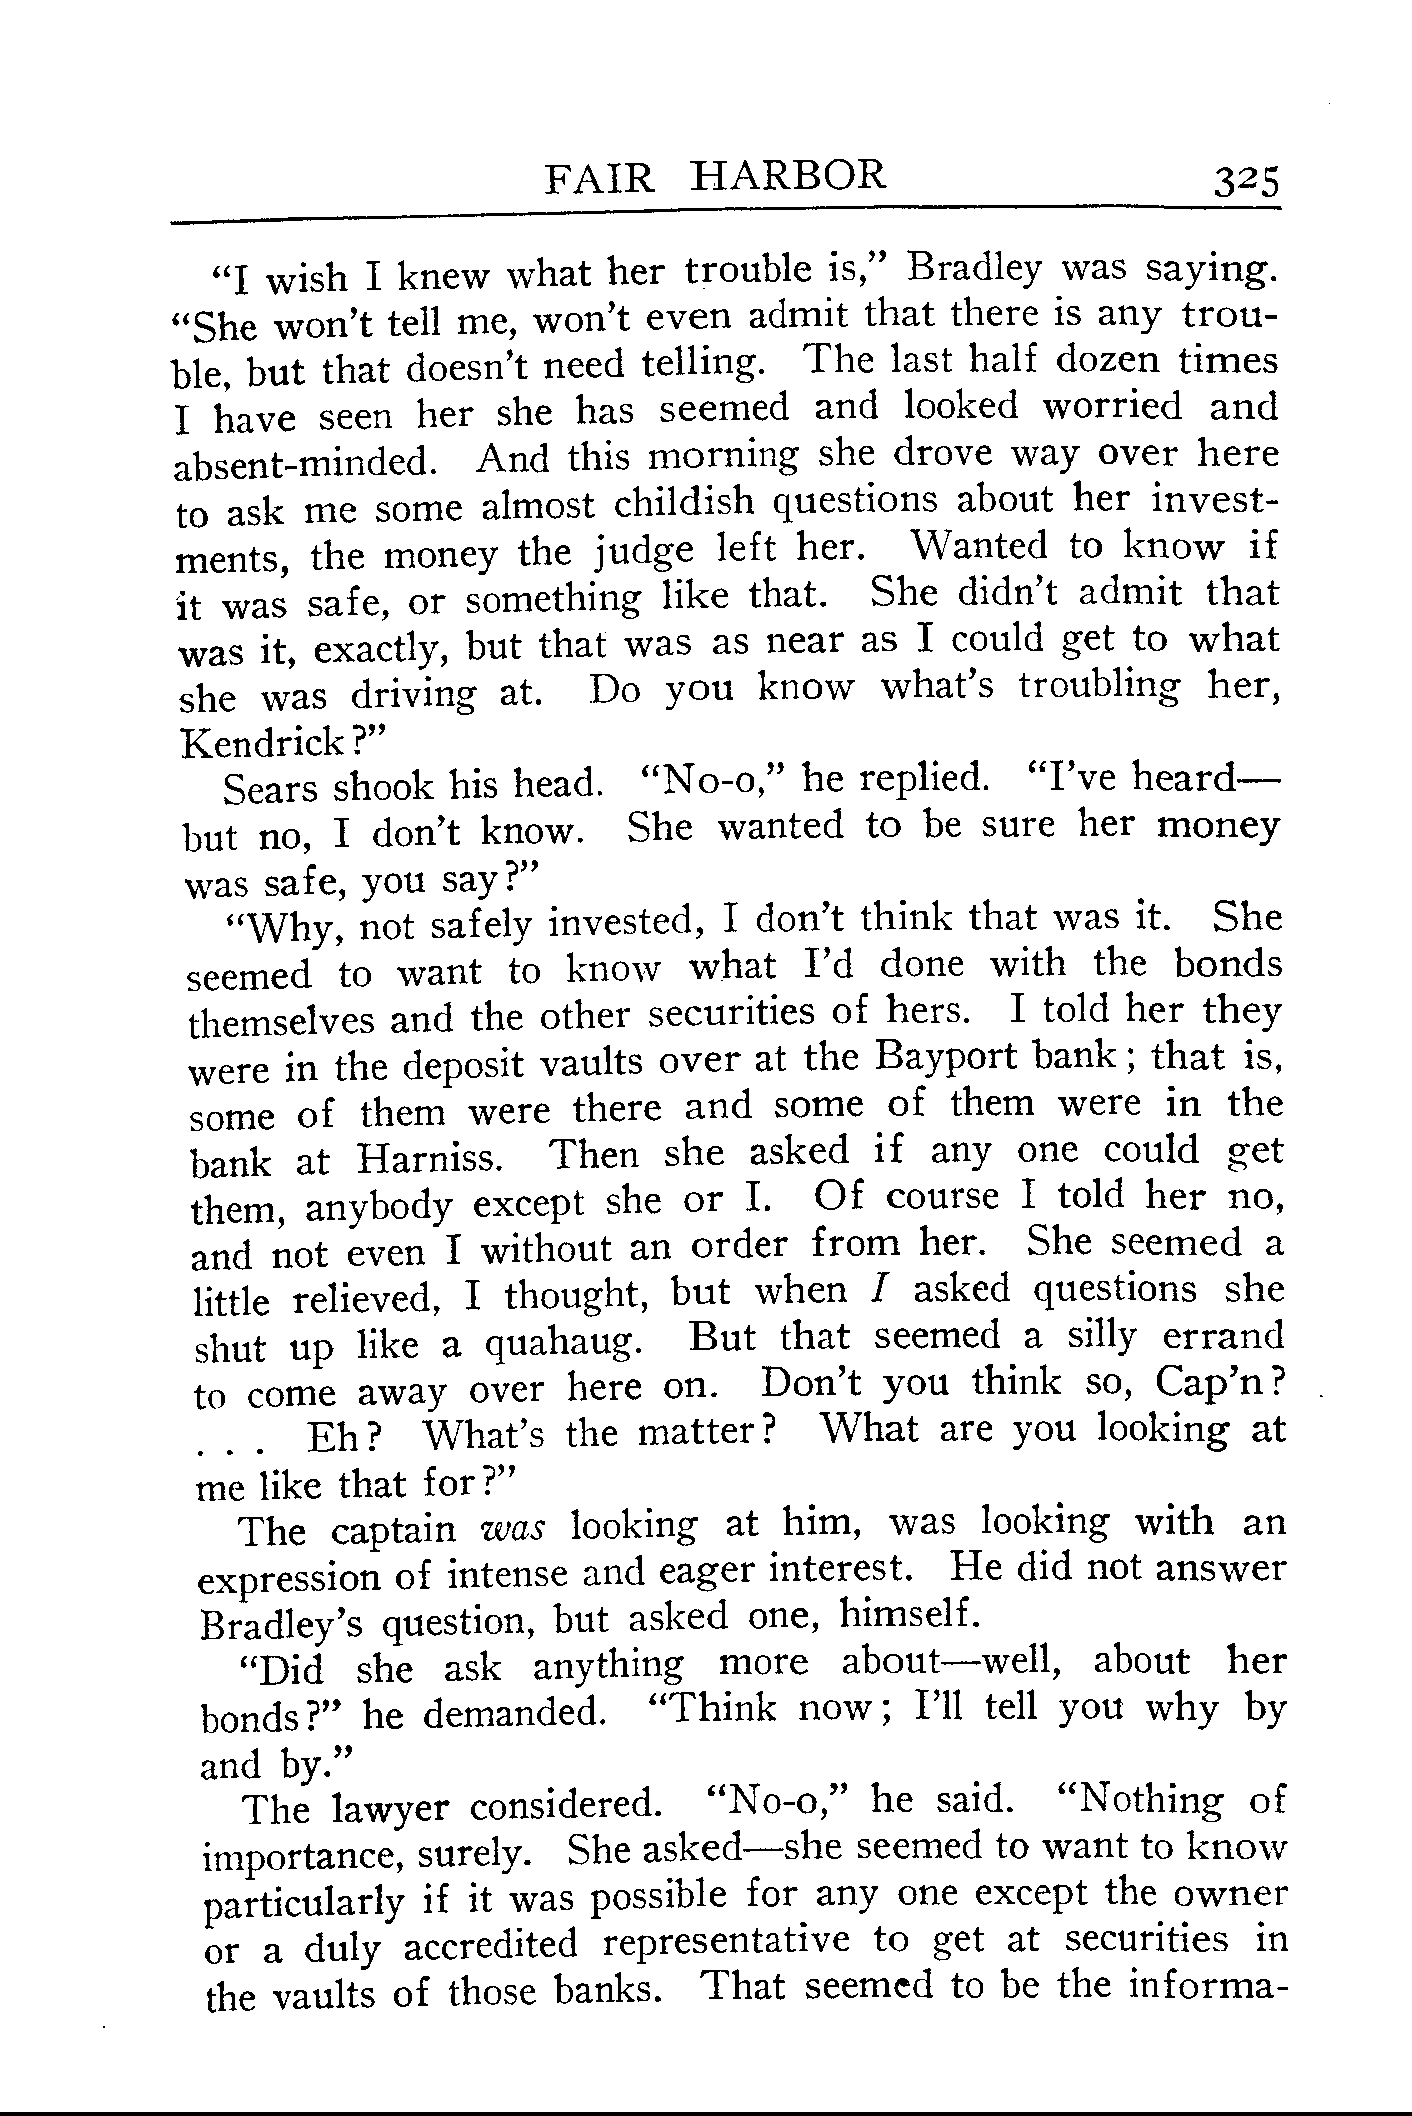 FAIR HARBOR 325
“I wish I knew what her trouble is,” Bradley was saying.
“She won’t tell me, won’t even admit that there is any trou-
ble, but that doesn’t need telling. The last half dozen times
I have seen her she has seemed and looked worried and
absent-minded. And this morning she drove way over here
to ask me some almost childish questions about her invest-
ments, the money the judge left her. Wanted to know if
it was safe, or something like that. She didn’t admit that
was it, exactly, but that was as near as I could get to what
she was driving at. Do you know what’s troubling her,
Kendrick?”
Sears shook his head. “No-o,” he replied. “I’ve heard—
but no, I don’t know. She wanted to be sure her money
was safe, you say?”
“Why, not safely invested, I don’t think that was it. She
seemed to want to know what I’d done with the bonds
themselves and the other securities of hers. I told her they
were in the deposit vaults over at the Bayport bank; that is,
some of them were there and some of them were in the
bank at Harniss. Then she asked if any one could get
them, anybody except she or I. Of course I told her no,
and not even I without an order from her. She seemed a
little relieved, I thought, but when I asked questions she
shut up like a quahaug. But that seemed a silly errand
to come away over here on. Don’t you think so, Cap’n?
. . . Eh? What’s the matter? What are you looking at
me like that for?”
The captain was looking at him, was looking with an
expression of intense and eager interest. He did not answer
Bradley’s question, but asked one, himself.
“Did she ask anything more about—well, about her
bonds?” he demanded. “Think now; I’ll tell you why by
and by.”
The lawyer considered. “No-o,” he said. “Nothing of
importance, surely. She asked—she seemed to want to know
particularly if it was possible for any one except the owner
or a duly accredited representative to get at securities in
the vaults of those banks. That seemed to be the informa-